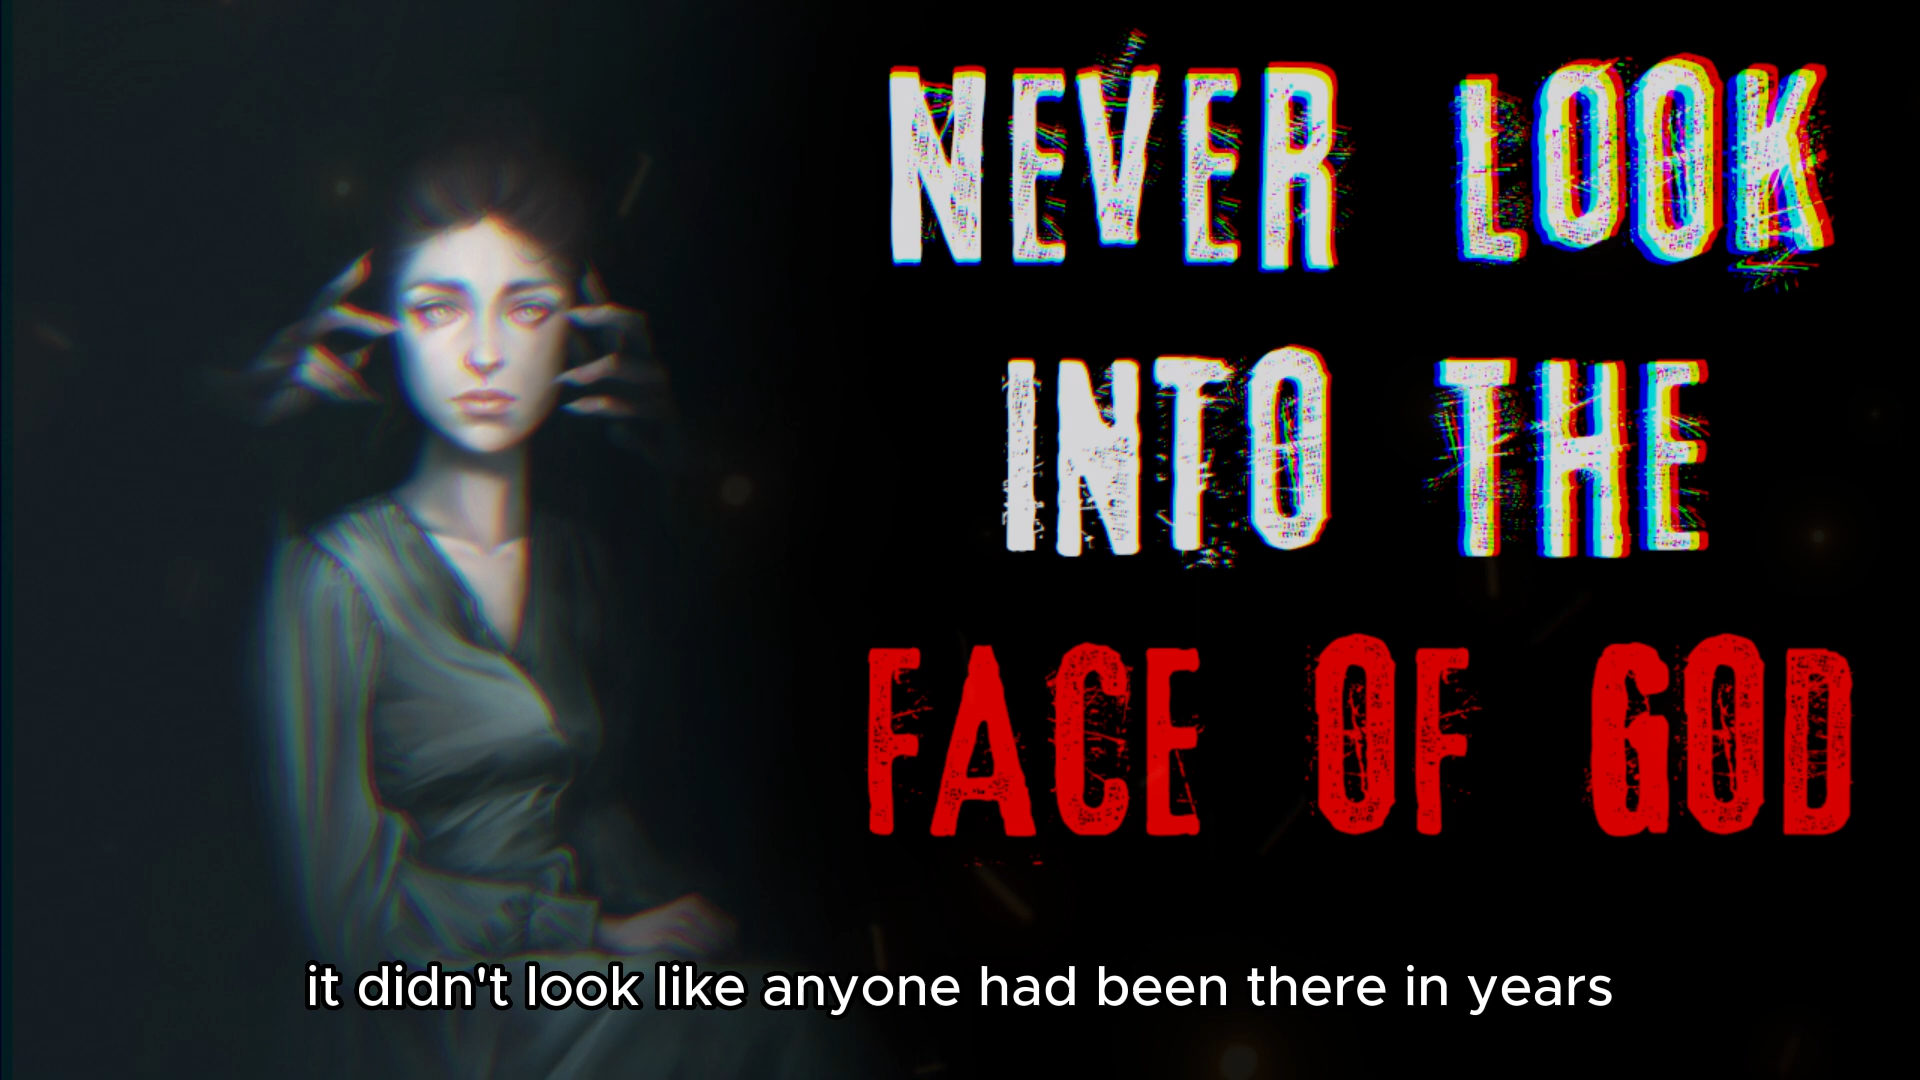 NEVER LOOK
INTO THE
FACE OF GOD
it didn't look like anyone had been there in years